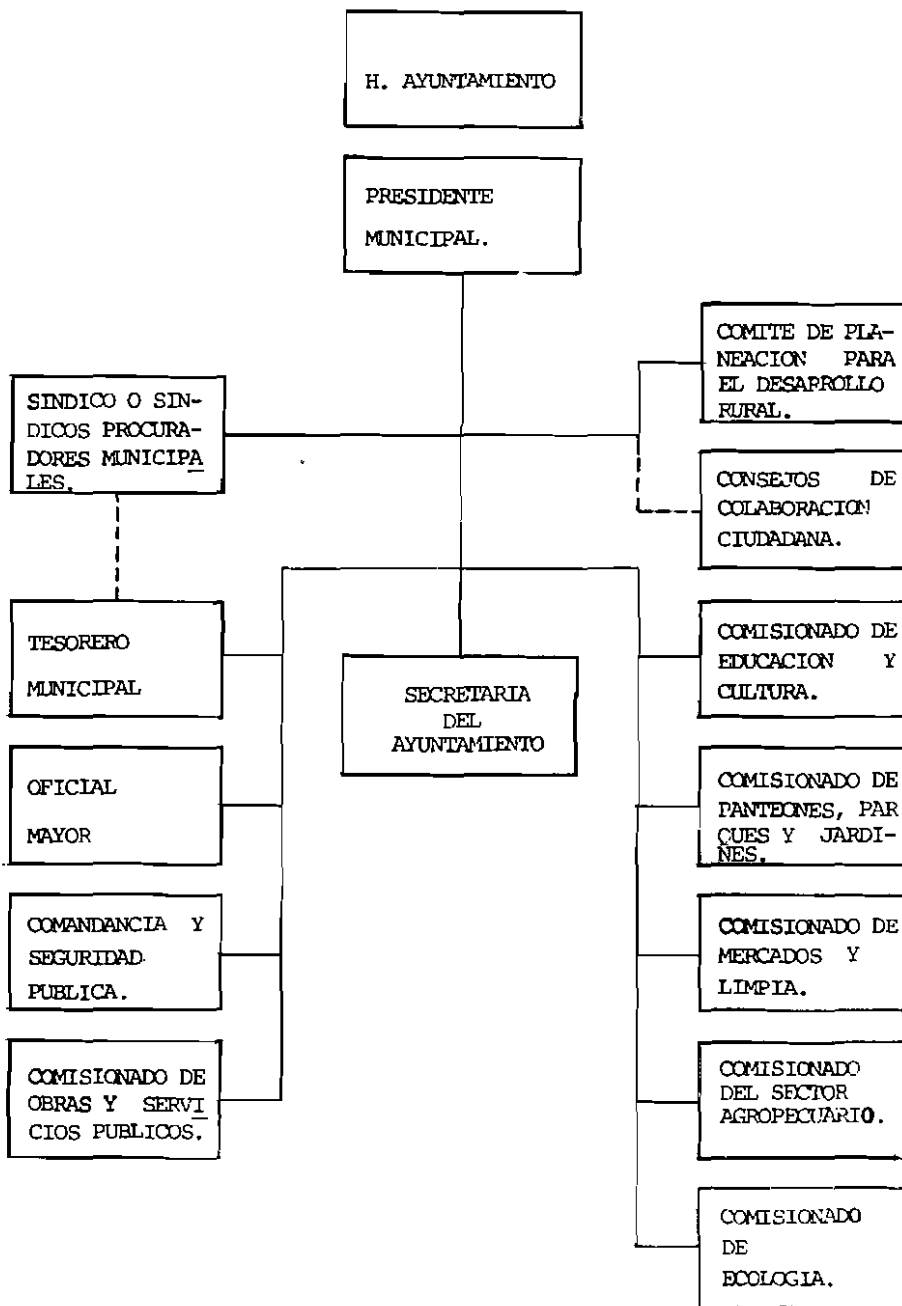 H. AYUNTAMIENTO
PRESIDENTE
MUNICIPAL.
COMITE DE PLA-
NEACION PARA
EL DESAPROLLO
RURAL.
SINDICO O SIN-
DICOS PROCURA-
DORES MUNICIPA
LES.
CONSEJOS DE
COLABORACION
CIUDADANA.
TESORERO
MUNICIPAL
SECRETARIA
DEL
AYUNTAMIENTO
COMISIONADO DE
EDUCACION Y
CULTURA.
OFICIAL
MAYOR
COMISIONADO DE
PANTEONES, PAR
QUES Y JARDI-
NES.
COMANDANCIA Y
SEGURIDAD
PUBLICA.
COMISIONADO DE
MERCADOS Y
LIMPIA.
COMISIONADO DE
OBRAS Y SERVI
CIOS PUBLICOS.
COMISIONADO
DEL SECTOR
AGROPECUARIO.
COMISIONADO
DE
ECOLOGIA.